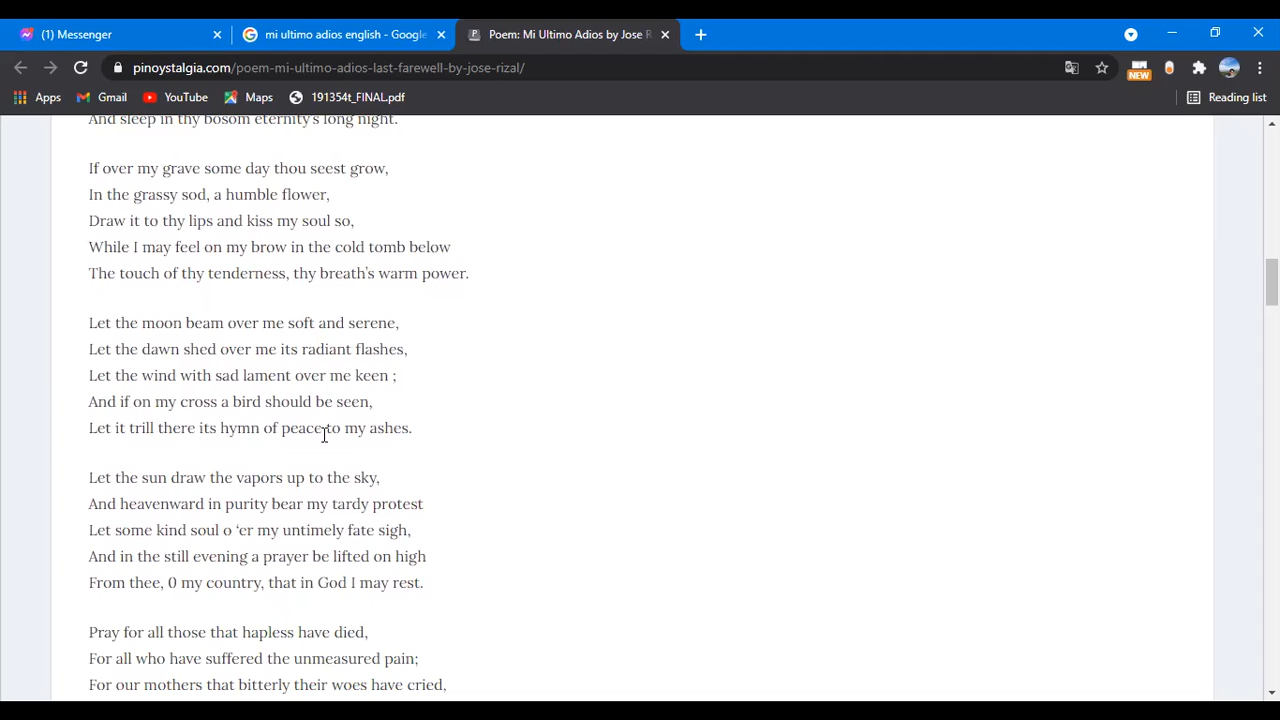 (1) Messenger
mi ultimo adios english - Google
Poem: Mi Ultimo Adios by Jose R
pinoystalgia.com/poem-mi-ultimo-adios-last-farewell-by-jose-rizal/
NEW
Apps
Gmail
YouTube
Maps
191354t_FINAL.pdf
Reading list
And sleep in thy bosom eternity's long night.
If over my grave some day thou seest grow,
In the grassy sod, a humble flower,
Draw it to thy lips and kiss my soul so,
While I may feel on my brow in the cold tomb below
The touch of thy tenderness, thy breath’s warm power.
Let the moon beam over me soft and serene,
Let the dawn shed over me its radiant flashes,
Let the wind with sad lament over me keen ;
And if on my cross a bird should be seen,
Let it trill there its hymn of peace to my ashes.
Let the sun draw the vapors up to the sky,
And heavenward in purity bear my tardy protest
Let some kind soul o ‘er my untimely fate sigh,
And in the still evening a prayer be lifted on high
From thee, 0 my country, that in God I may rest.
Pray for all those that hapless have died,
For all who have suffered the unmeasured pain;
For our mothers that bitterly their woes have cried,